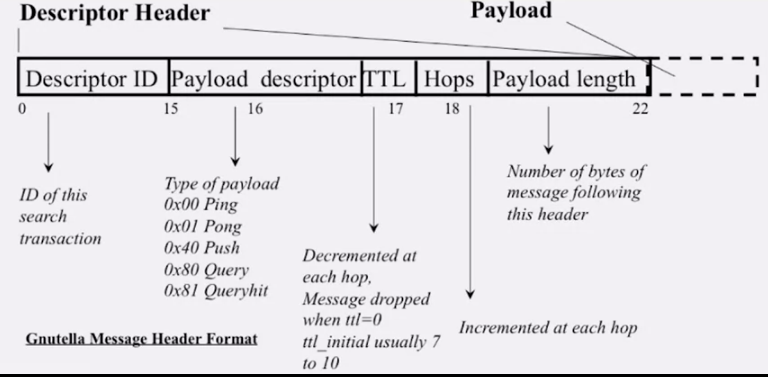 Descriptor Header
Payload
Descriptor ID Payload descriptor TTL Hops Payload length
0 15 16 17 18 22
ID of this
search
transaction
Type of payload
0x00 Ping
0x01 Pong
0x40 Push
0x80 Query
0x81 Queryhit
Decremented at
each hop,
Message dropped
when ttl=0
ttl_initial usually 7
to 10
Incremented at each hop
Number of bytes of
message following
this header
Gnutella Message Header Format